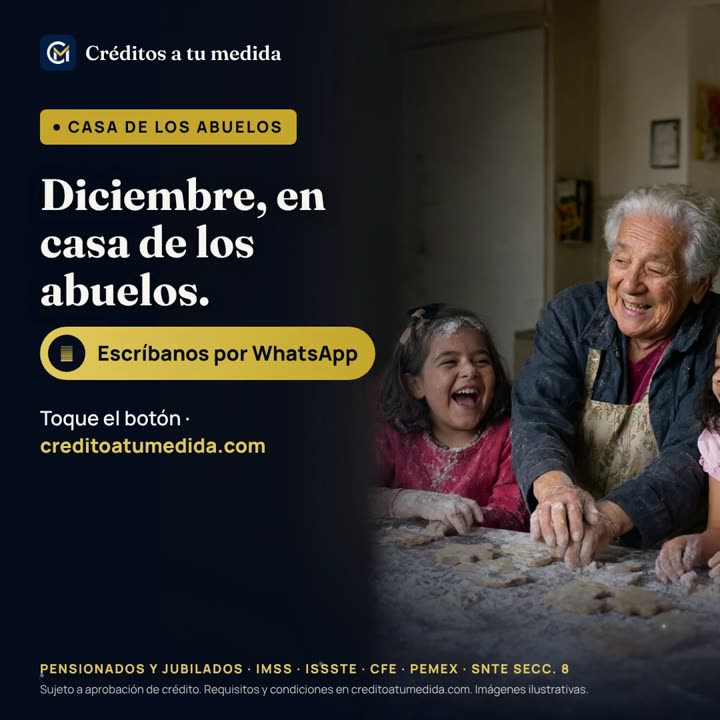 Créditos a tu medida
• CASA DE LOS ABUELOS
Diciembre, en
casa de los
abuelos.
Escríbanos por WhatsApp
Toque el botón ·
creditoatumedida.com
PENSIONADOS Y JUBILADOS · IMSS · ISSSTE · CFE · PEMEX · SNTE SECC. 8
Sujeto a aprobación de crédito. Requisitos y condiciones en creditoatumedida.com. Imágenes ilustrativas.